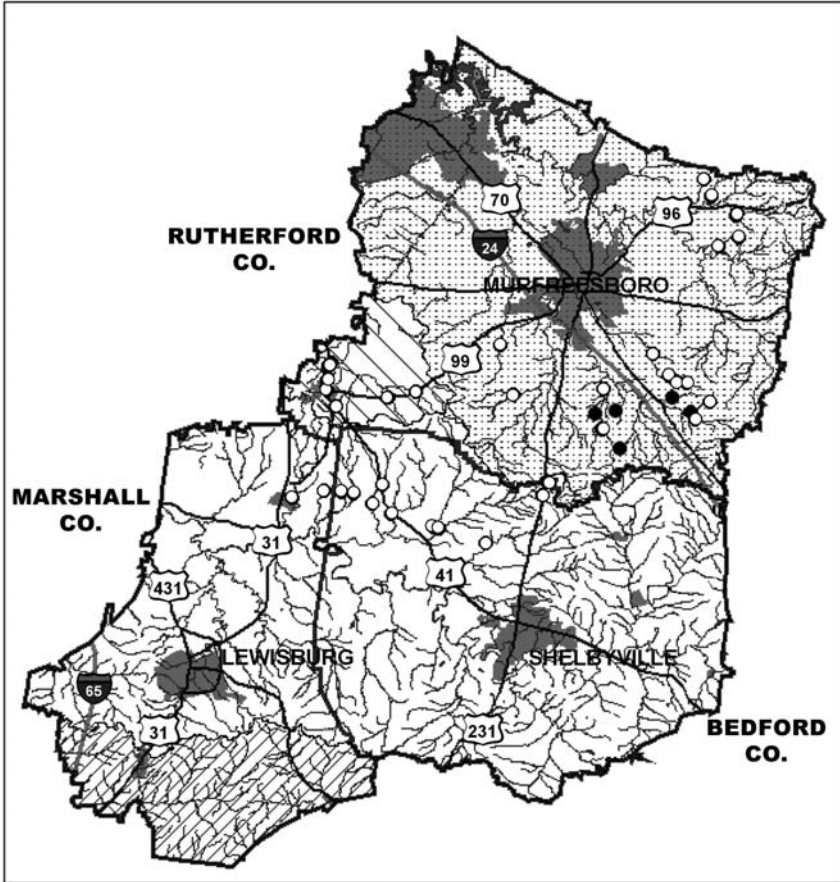 70
96
RUTHERFORD
CO.
24
MURFREESBORO
99
MARSHALL
CO.
31
431
41
LEWISBURG
SHELBYVILLE
65
31
231
BEDFORD
CO.